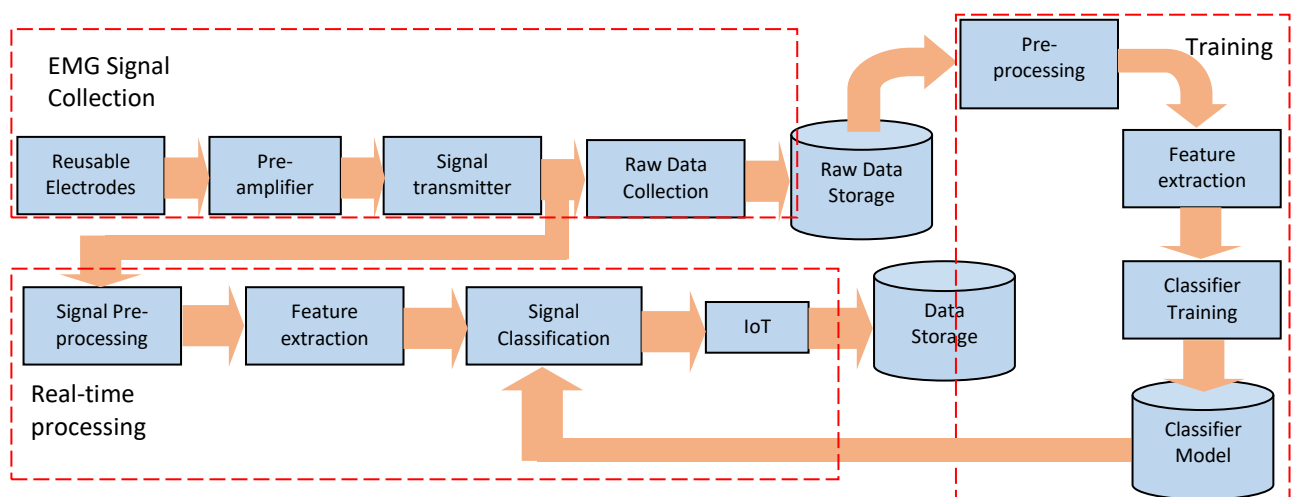 EMG Signal
Collection
Reusable
Electrodes
Pre-
amplifier
Signal
transmitter
Raw Data
Collection
Raw Data
Storage
Pre-
processing
Training
Feature
extraction
Classifier
Training
Classifier
Model
Signal Pre-
processing
Feature
extraction
Signal
Classification
IoT
Data
Storage
Real-time
processing